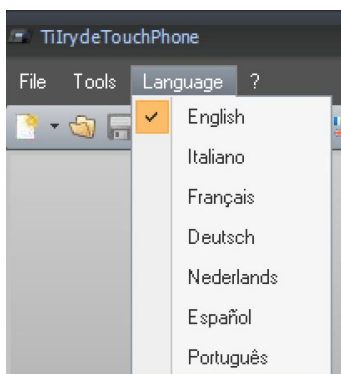 TiIrydeTouchPhone
File Tools Language ?
English
Italiano
Français
Deutsch
Nederlands
Español
Português